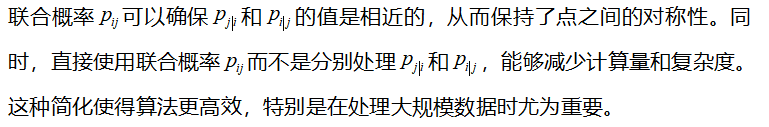 联合概率 p_{ij} 可以确保 p_{j|i} 和 p_{i|j} 的值是相近的，从而保持了点之间的对称性。同
时，直接使用联合概率 p_{ij} 而不是分别处理 p_{j|i} 和 p_{i|j}，能够减少计算量和复杂度。
这种简化使得算法更高效，特别是在处理大规模数据时尤为重要。